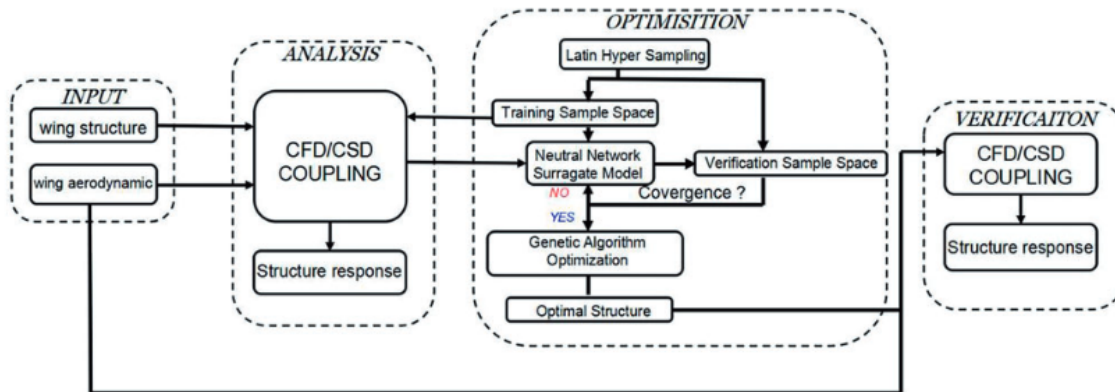 INPUT
wing structure
wing aerodynamic
ANALYSIS
CFD/CSD
COUPLING
Structure response
OPTIMISITION
Latin Hyper Sampling
Training Sample Space
Neutral Network
Surragate Model
Verification Sample Space
NO
Covergence ?
YES
Genetic Algorithm
Optimization
Optimal Structure
VERIFICAITON
CFD/CSD
COUPLING
Structure response